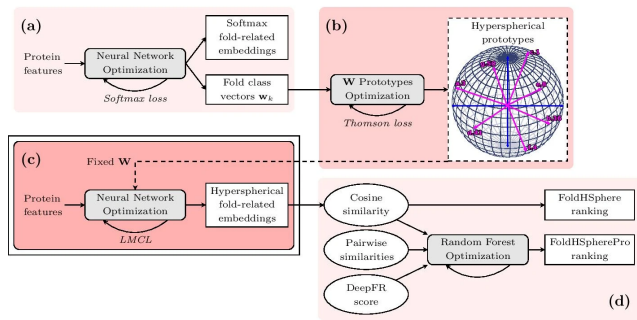 (a)
Protein
features
Neural Network
Optimization
Softmax loss
Softmax
fold-related
embeddings
Fold class
vectors w_k
(b)
W Prototypes
Optimization
Thomson loss
Hyperspherical
prototypes
(c)
Fixed W
Protein
features
Neural Network
Optimization
LMCL
Hyperspherical
fold-related
embeddings
Cosine
similarity
Pairwise
similarities
DeepFR
score
Random Forest
Optimization
FoldHSphere
ranking
FoldHSpherePro
ranking
(d)